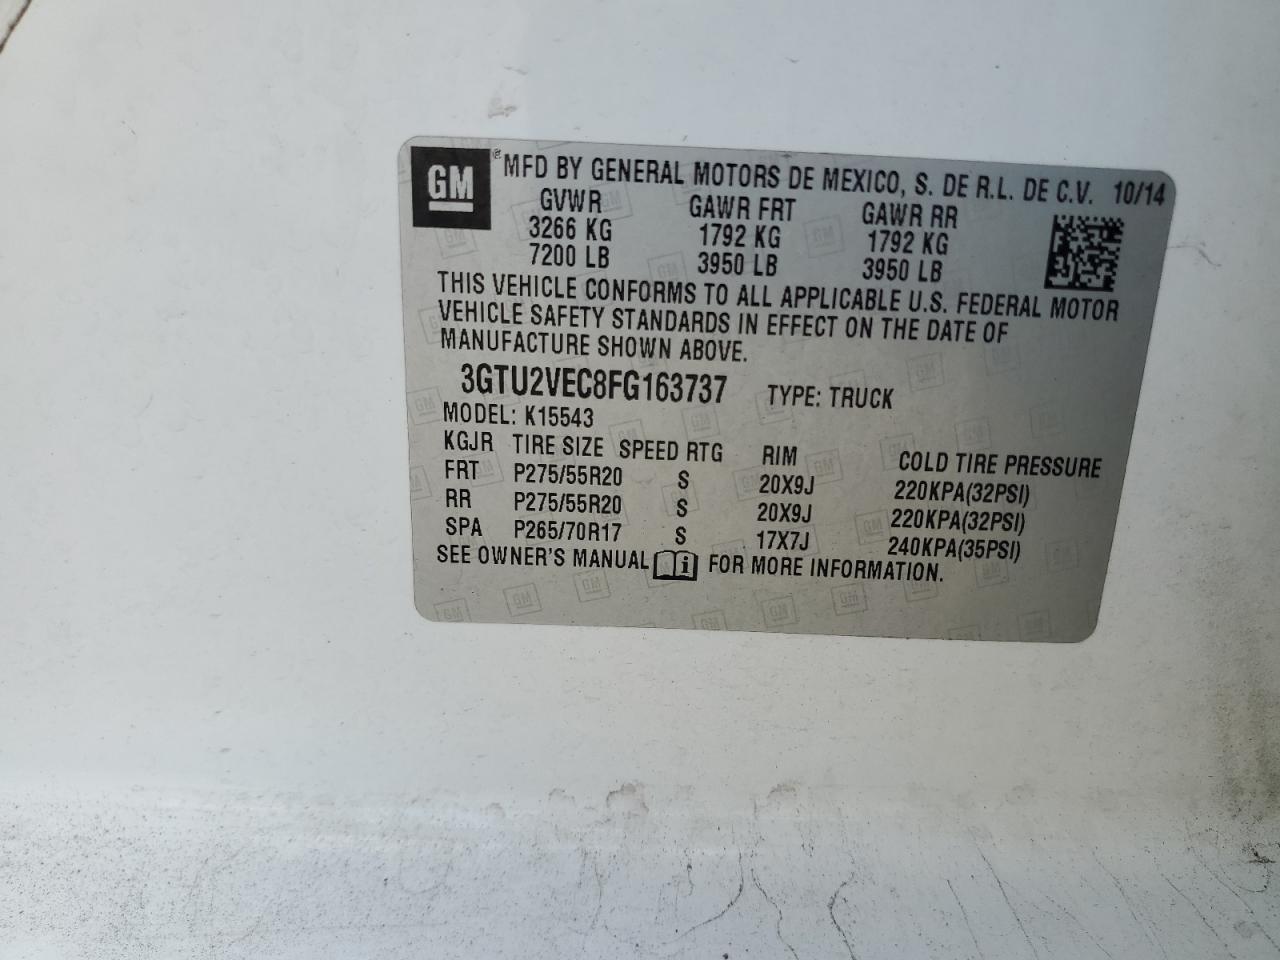 GM ® MFD BY GENERAL MOTORS DE MEXICO, S. DE R.L. DE C.V. 10/14
GVWR GAWR FRT GAWR RR
3266 KG 1792 KG 1792 KG
7200 LB 3950 LB 3950 LB
THIS VEHICLE CONFORMS TO ALL APPLICABLE U.S. FEDERAL MOTOR
VEHICLE SAFETY STANDARDS IN EFFECT ON THE DATE OF
MANUFACTURE SHOWN ABOVE.
3GTU2VEC8FG163737 TYPE: TRUCK
MODEL: K15543
KGJR TIRE SIZE SPEED RTG RIM COLD TIRE PRESSURE
FRT P275/55R20 S 20X9J 220KPA(32PSI)
RR P275/55R20 S 20X9J 220KPA(32PSI)
SPA P265/70R17 S 17X7J 240KPA(35PSI)
SEE OWNER'S MANUAL i FOR MORE INFORMATION.